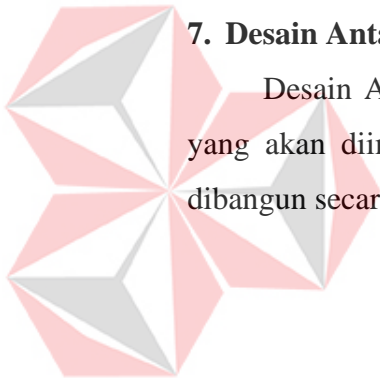 7. Desain Anta
Desain A
yang akan diin
dibangun secar